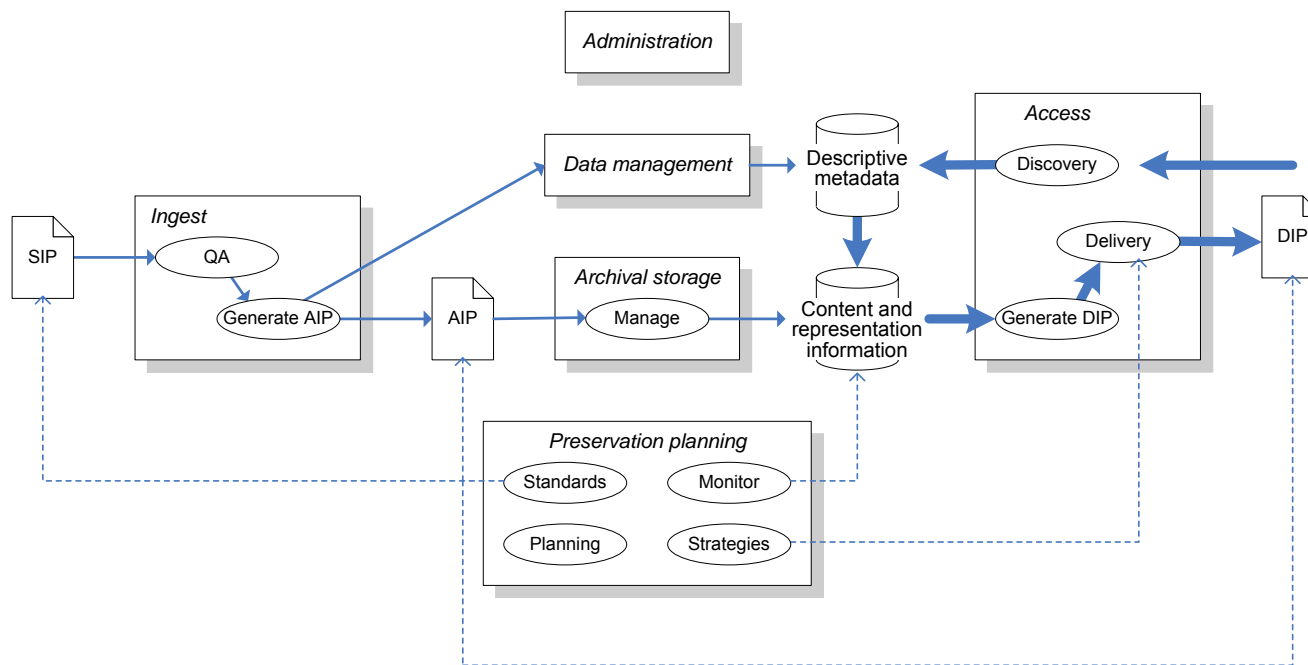 Administration
Access
Data management
Descriptive
metadata
Discovery
Ingest
SIP
QA
Delivery
DIP
Archival storage
Generate AIP
AIP
Manage
Content and
representation
information
Generate DIP
Preservation planning
Standards
Monitor
Planning
Strategies